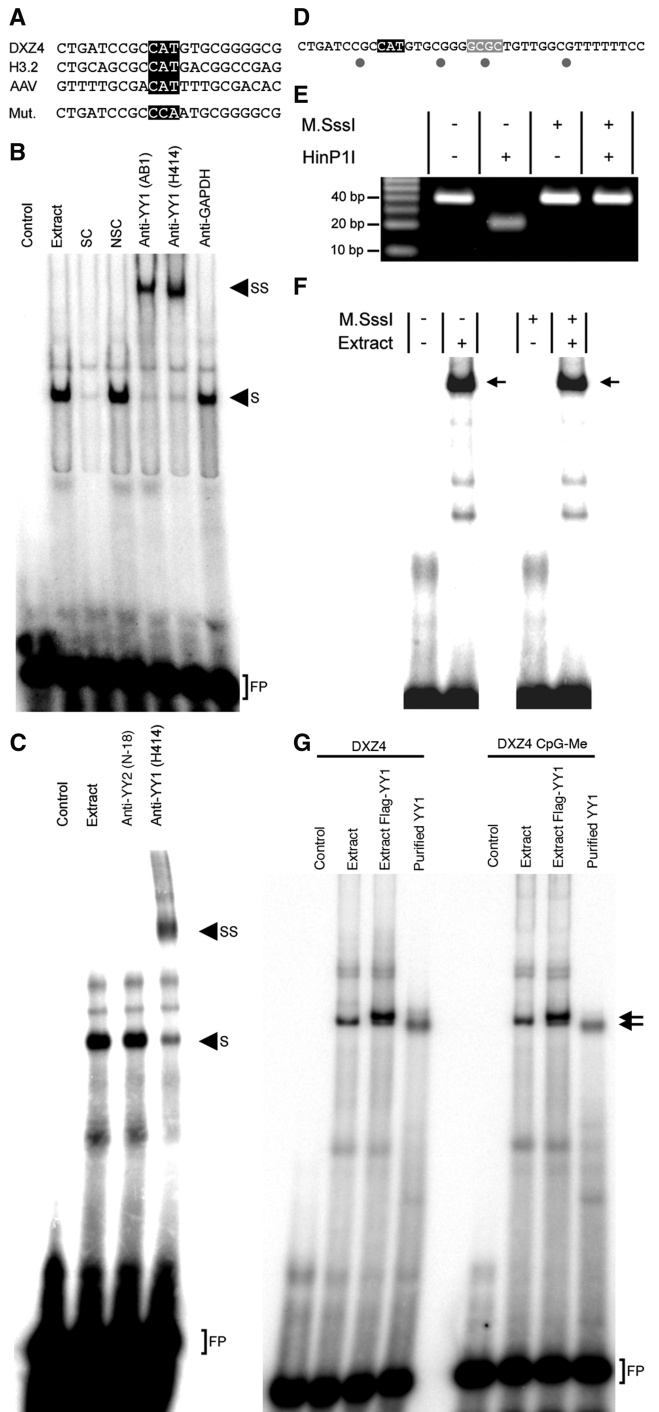 A
DXZ4 CTGATCCGCCATGTGCGGGGCG
H3.2 CTGCAGCGCCATGACGGCCGAG
AAV GTTTTGCGACATTTTGCGACAC
Mut. CTGATCCGCCCAATGCGGGGCG
B
Control
Extract
SC
NSC
Anti-YY1 (AB1)
Anti-YY1 (H414)
Anti-GAPDH
SS
S
FP
C
Control
Extract
Anti-YY2 (N-18)
Anti-YY1 (H414)
SS
S
FP
D
CTGATCCGCCATGTGCGGGGCGCTGTTGGCGTTTTTTCC
E
M.SssI - - + +
HinP1I - + - +
40 bp
20 bp
10 bp
F
M.SssI - - + +
Extract - + - +
G
DXZ4
DXZ4 CpG-Me
Control
Extract
Extract Flag-YY1
Purified YY1
Control
Extract
Extract Flag-YY1
Purified YY1
FP